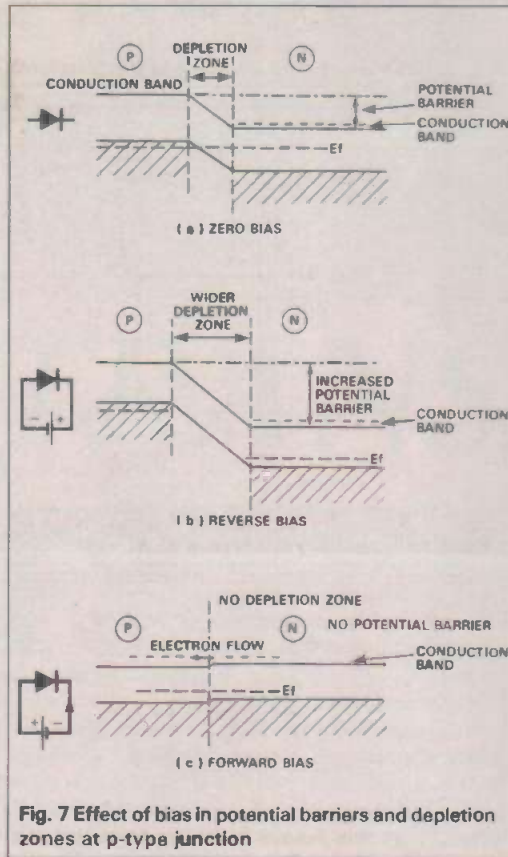 P
DEPLETION
ZONE
N
CONDUCTION BAND
POTENTIAL
BARRIER
CONDUCTION
BAND
Ef
(a) ZERO BIAS
WIDER
DEPLETION
ZONE
P
N
INCREASED
POTENTIAL
BARRIER
CONDUCTION
BAND
Ef
- +
(b) REVERSE BIAS
NO DEPLETION ZONE
P
N
NO POTENTIAL BARRIER
ELECTRON FLOW
CONDUCTION
BAND
Ef
+ -
(c) FORWARD BIAS
Fig. 7 Effect of bias in potential barriers and depletion
zones at p-type junction